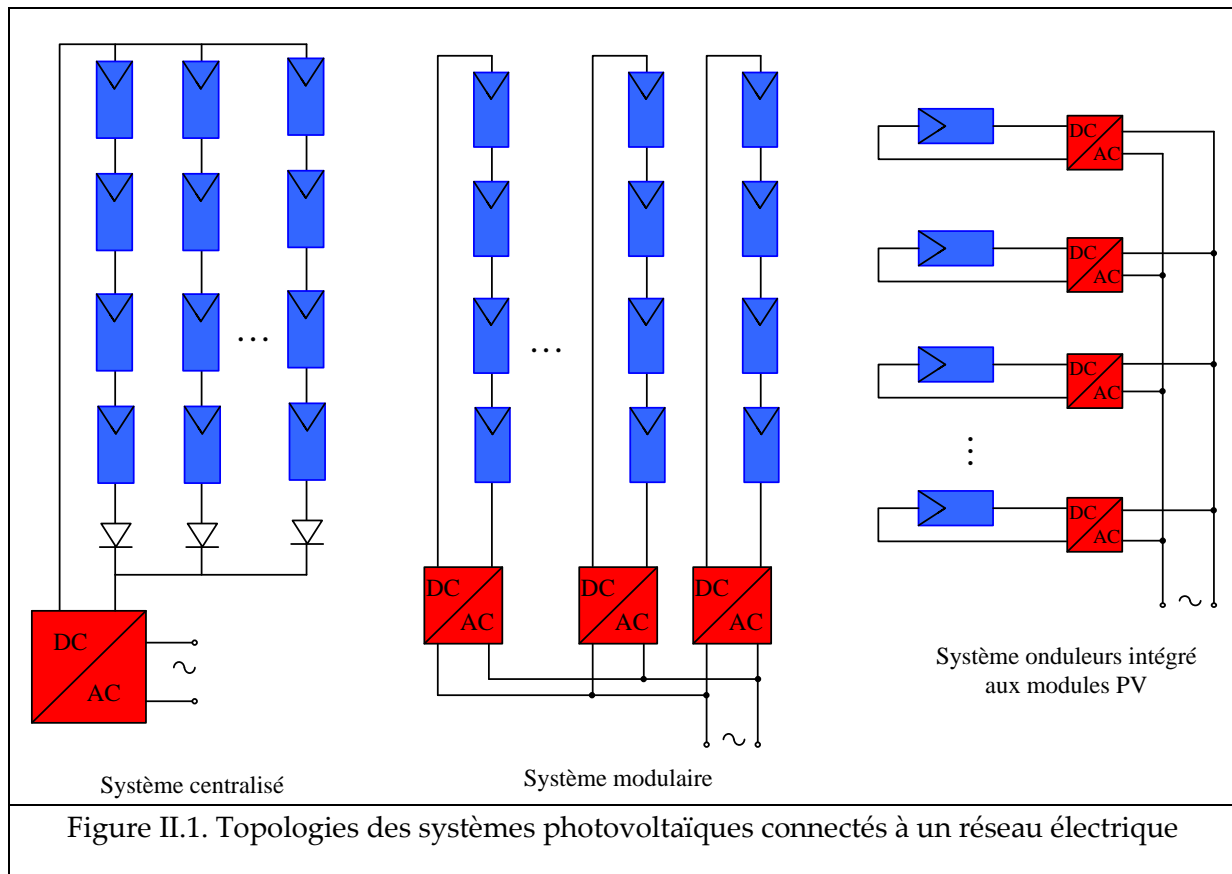 ...
DC
AC
~
Système centralisé
...
DC
AC
DC
AC
DC
AC
~
Système modulaire
DC
AC
DC
AC
DC
AC
...
DC
AC
~
Système onduleurs intégré
aux modules PV
Figure II.1. Topologies des systèmes photovoltaïques connectés à un réseau électrique